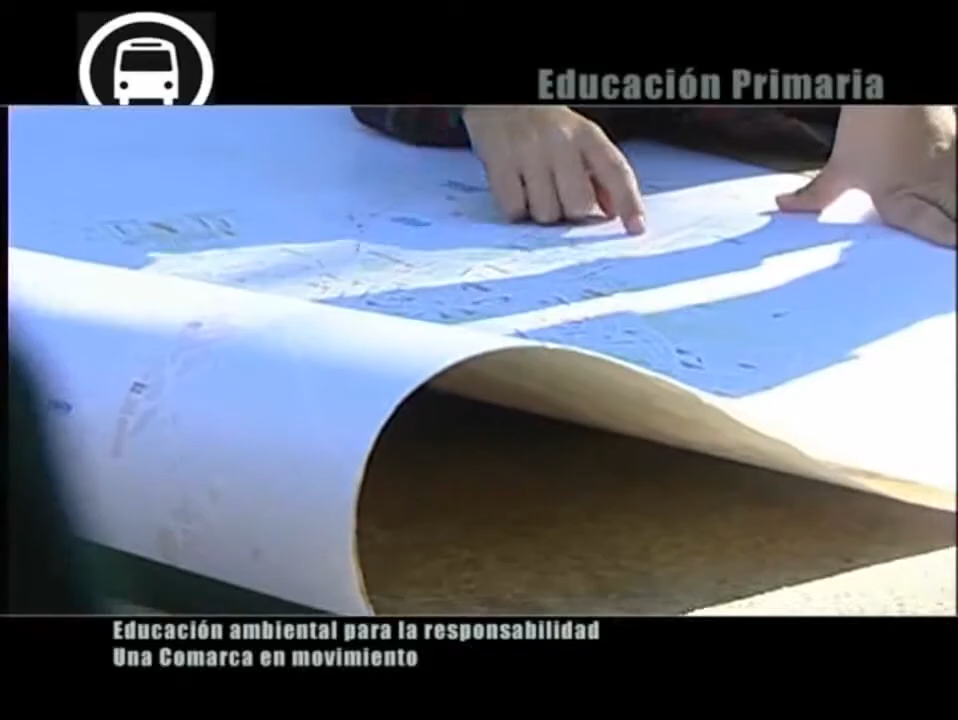 Educación Primaria
Educación ambiental para la responsabilidad
Una Comarca en movimiento